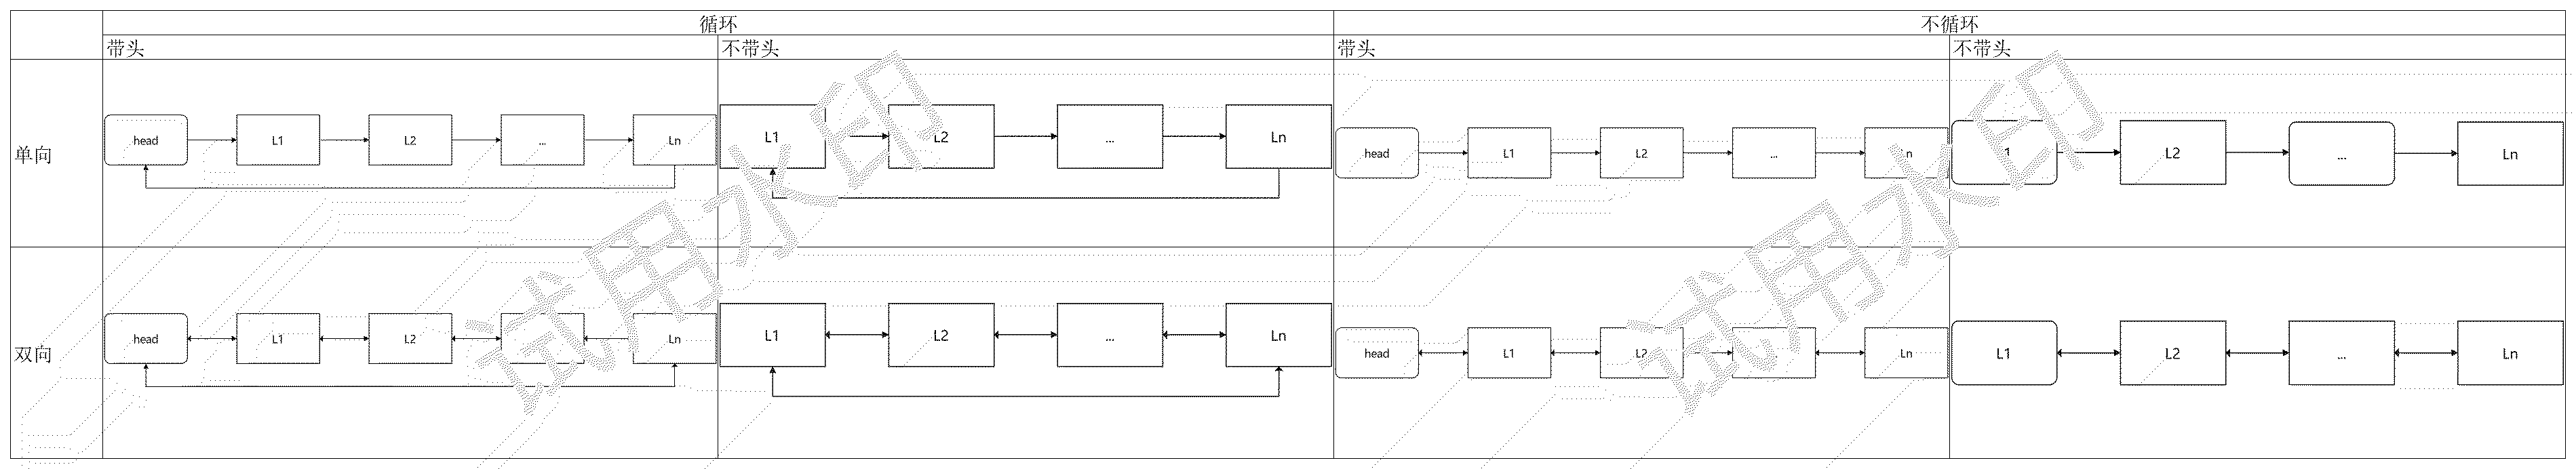 循环 不循环
带头 不带头 带头 不带头
单向
head L1 L2 ... Ln
L1 L2 ... Ln
head L1 L2 ... Ln
1 L2 ... Ln
双向
head L1 L2 Ln
L1 L2 ... Ln
head L1 L2 ... Ln
L1 L2 ... Ln
试用水印
试用水印